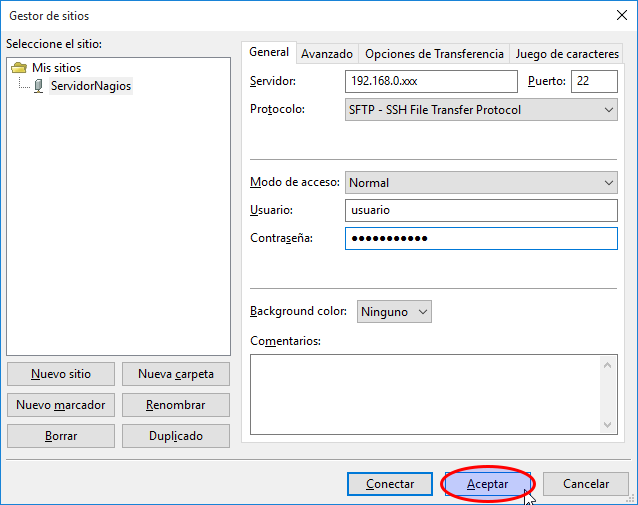 Gestor de sitios
Seleccione el sitio:
Mis sitios
ServidorNagios
Nuevo sitio
Nueva carpeta
Nuevo marcador
Renombrar
Borrar
Duplicado
General
Avanzado
Opciones de Transferencia
Juego de caracteres
Servidor:
192.168.0.xxx
Puerto:
22
Protocolo:
SFTP - SSH File Transfer Protocol
Modo de acceso:
Normal
Usuario:
usuario
Contraseña:
●●●●●●●●●●●
Background color:
Ninguno
Comentarios:
Conectar
Aceptar
Cancelar